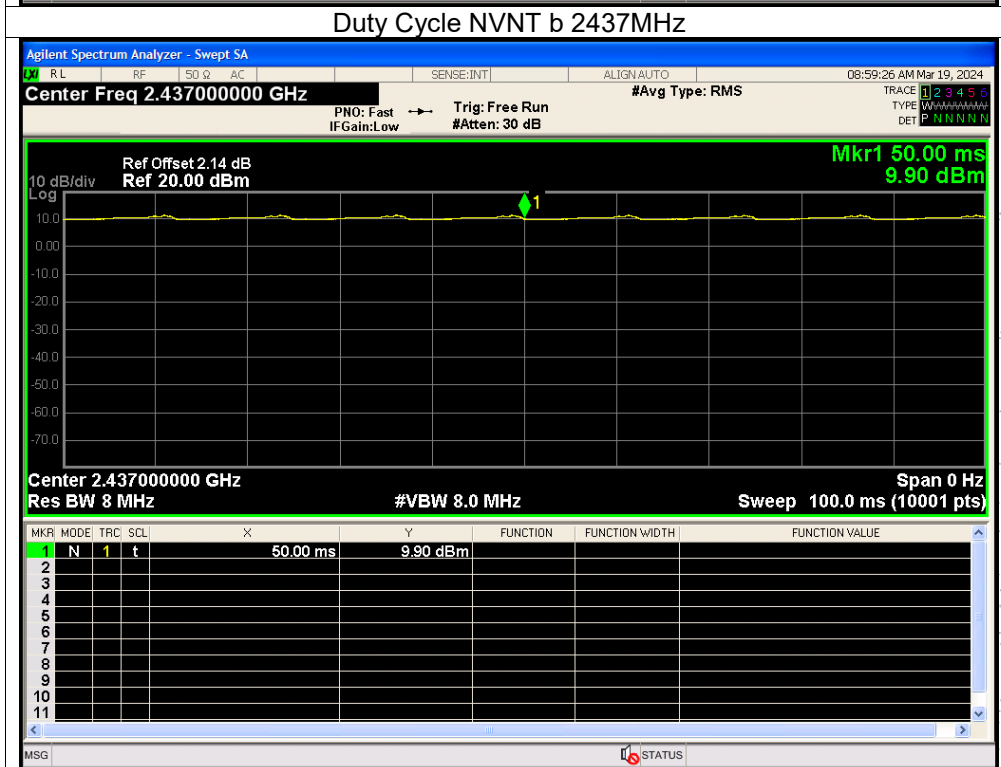 Duty Cycle NVNT b 2437MHz
Agilent Spectrum Analyzer - Swept SA
LXI RL RF 50 Ω AC SENSE:INT ALIGN AUTO 08:59:26 AM Mar 19, 2024
Center Freq 2.437000000 GHz #Avg Type: RMS TRACE 1 2 3 4 5 6
PNO: Fast Trig: Free Run TYPE WWWWWW
IFGain:Low #Atten: 30 dB DET P N N N N N
Mkr1 50.00 ms
Ref Offset 2.14 dB
10 dB/div Ref 20.00 dBm 9.90 dBm
Log
1
10.0
0.00
-10.0
-20.0
-30.0
-40.0
-50.0
-60.0
-70.0
Center 2.437000000 GHz Span 0 Hz
Res BW 8 MHz #VBW 8.0 MHz Sweep 100.0 ms (10001 pts)
MKR MODE TRC SCL X Y FUNCTION FUNCTION WIDTH FUNCTION VALUE
1 N 1 t 50.00 ms 9.90 dBm
2
3
4
5
6
7
8
9
10
11
MSG STATUS